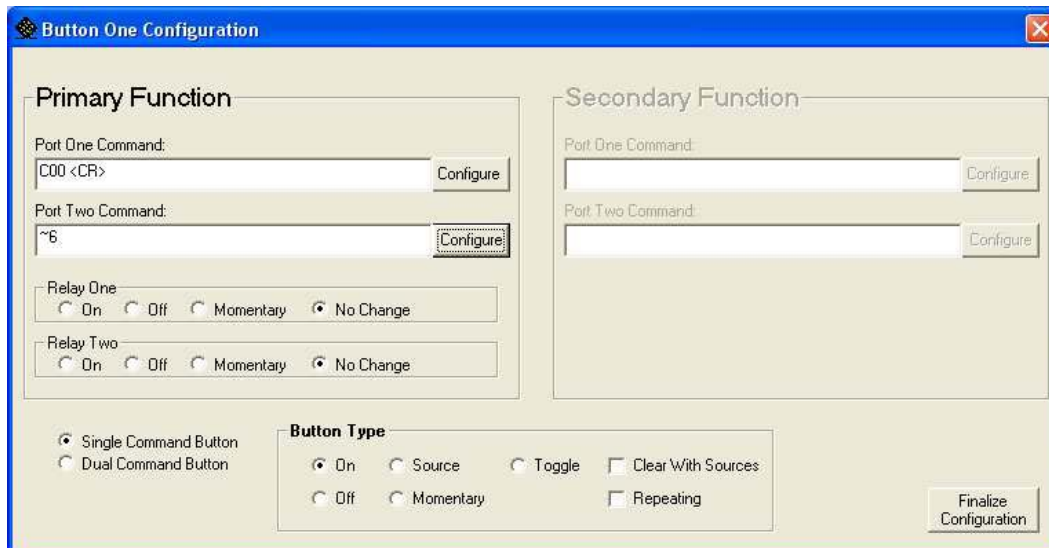 Button One Configuration
Primary Function
Port One Command:
C00 <CR>
Configure
Port Two Command:
~6
Configure
Relay One
On Off Momentary No Change
Relay Two
On Off Momentary No Change
Secondary Function
Port One Command:
Configure
Port Two Command:
Configure
Single Command Button
Dual Command Button
Button Type
On Source Toggle Clear With Sources
Off Momentary Repeating
Finalize
Configuration